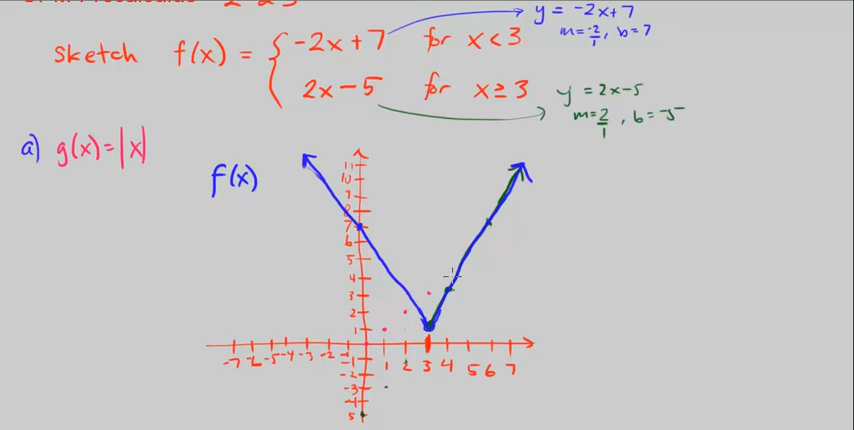 y = -2x+7
m=-2/1, b=7
Sketch f(x) = { -2x+7 for x<3
2x-5 for x≥3
y=2x-5
m=2/1, b=-5
a) g(x)=|x|
f(x)
11
10
9
8
7
6
5
4
3
2
1
-7 -6 -5 -4 -3 -2 -1 1 2 3 4 5 6 7
-1
-2
-3
-4
5